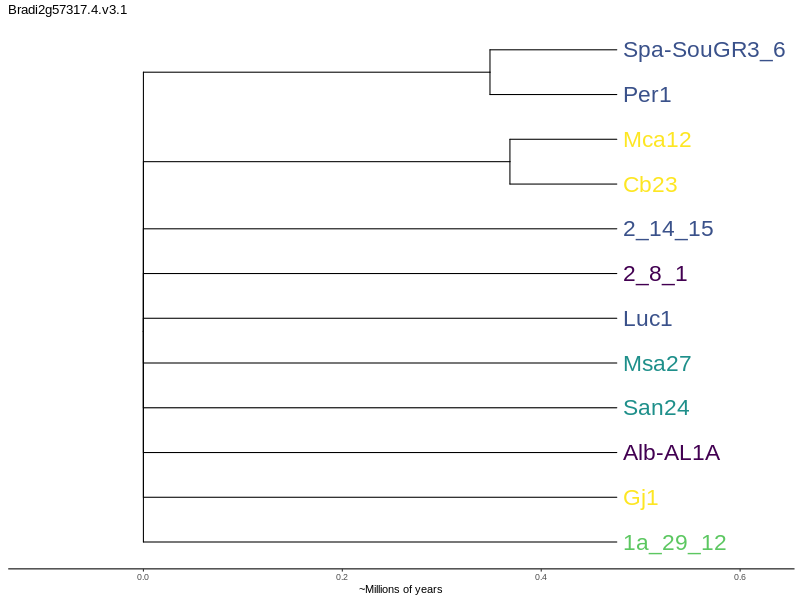 Bradi2g57317.4.v3.1
Spa-SouGR3_6
Per1
Mca12
Cb23
2_14_15
2_8_1
Luc1
Msa27
San24
Alb-AL1A
Gj1
1a_29_12
0.0 0.2 0.4 0.6
~Millions of years